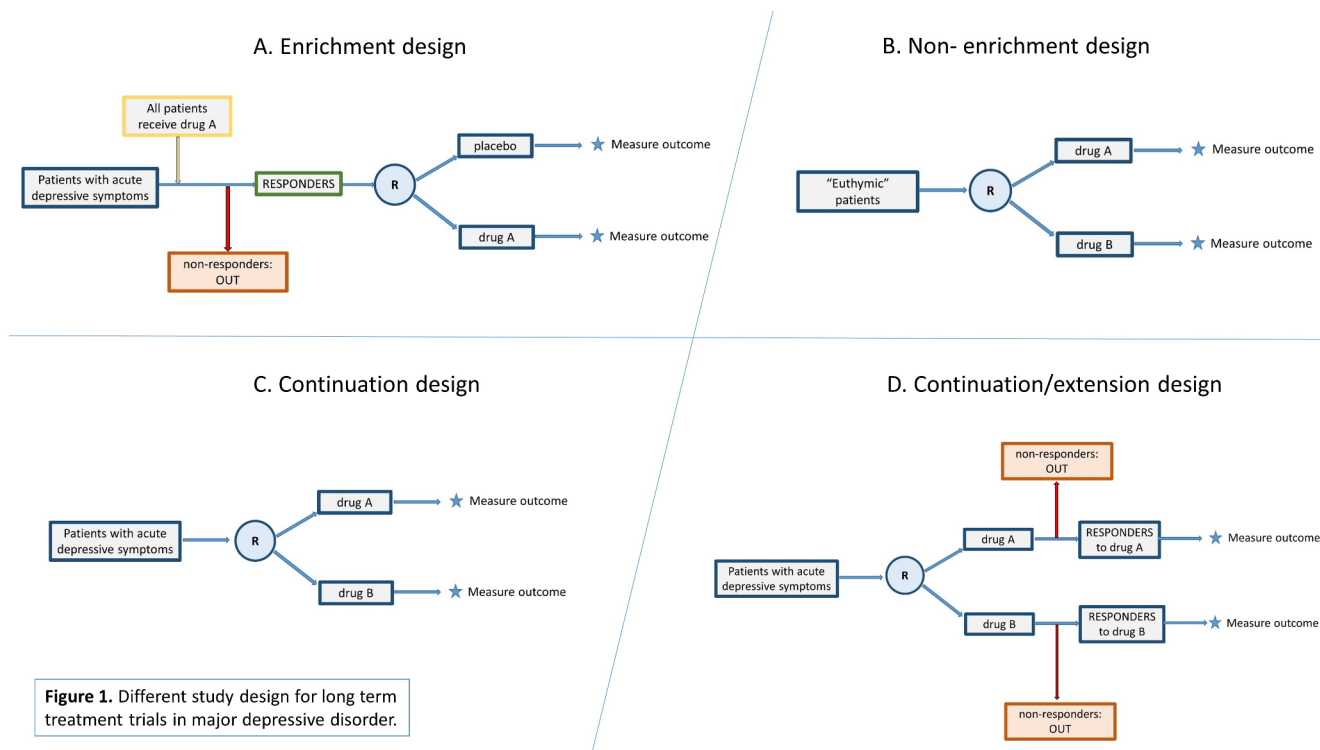 A. Enrichment design
All patients
receive drug A
Patients with acute
depressive symptoms
RESPONDERS
non-responders:
OUT
R
placebo
Measure outcome
drug A
Measure outcome
B. Non- enrichment design
“Euthymic”
patients
R
drug A
Measure outcome
drug B
Measure outcome
C. Continuation design
Patients with acute
depressive symptoms
R
drug A
Measure outcome
drug B
Measure outcome
D. Continuation/extension design
non-responders:
OUT
Patients with acute
depressive symptoms
R
drug A
RESPONDERS
to drug A
Measure outcome
drug B
RESPONDERS
to drug B
Measure outcome
non-responders:
OUT
Figure 1. Different study design for long term
treatment trials in major depressive disorder.